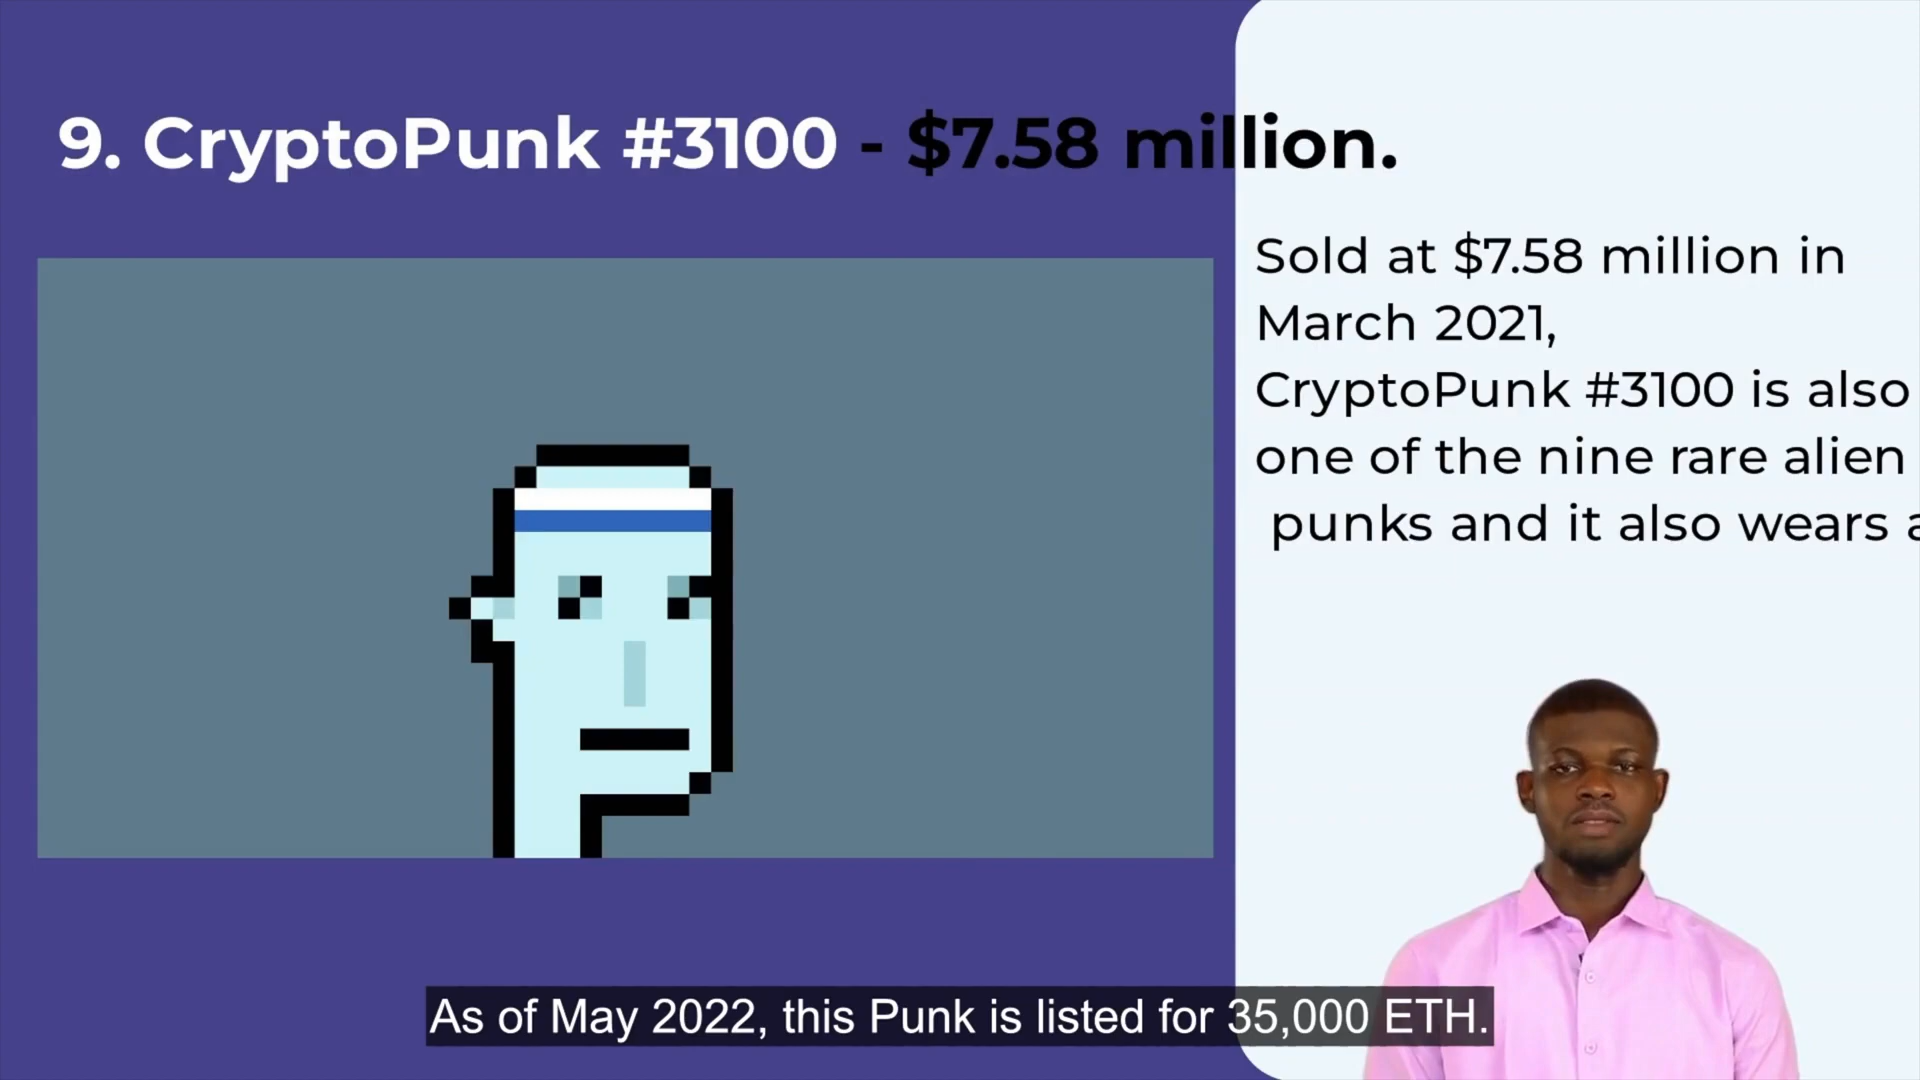 9. CryptoPunk #3100 - $7.58 million.
Sold at $7.58 million in
March 2021,
CryptoPunk #3100 is also
one of the nine rare alien
punks and it also wears a
As of May 2022, this Punk is listed for 35,000 ETH.